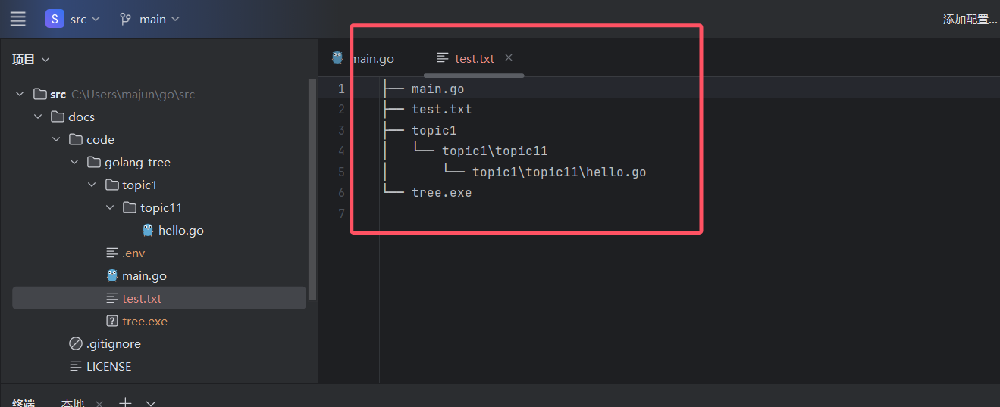 S src main 添加配置...
项目
src C:\Users\majun\go\src
docs
code
golang-tree
topic1
topic11
hello.go
.env
main.go
test.txt
tree.exe
.gitignore
LICENSE
main.go test.txt
1 ├── main.go
2 ├── test.txt
3 ├── topic1
4 │   └── topic1\topic11
5 │       └── topic1\topic11\hello.go
6 └── tree.exe
7
终端 本地